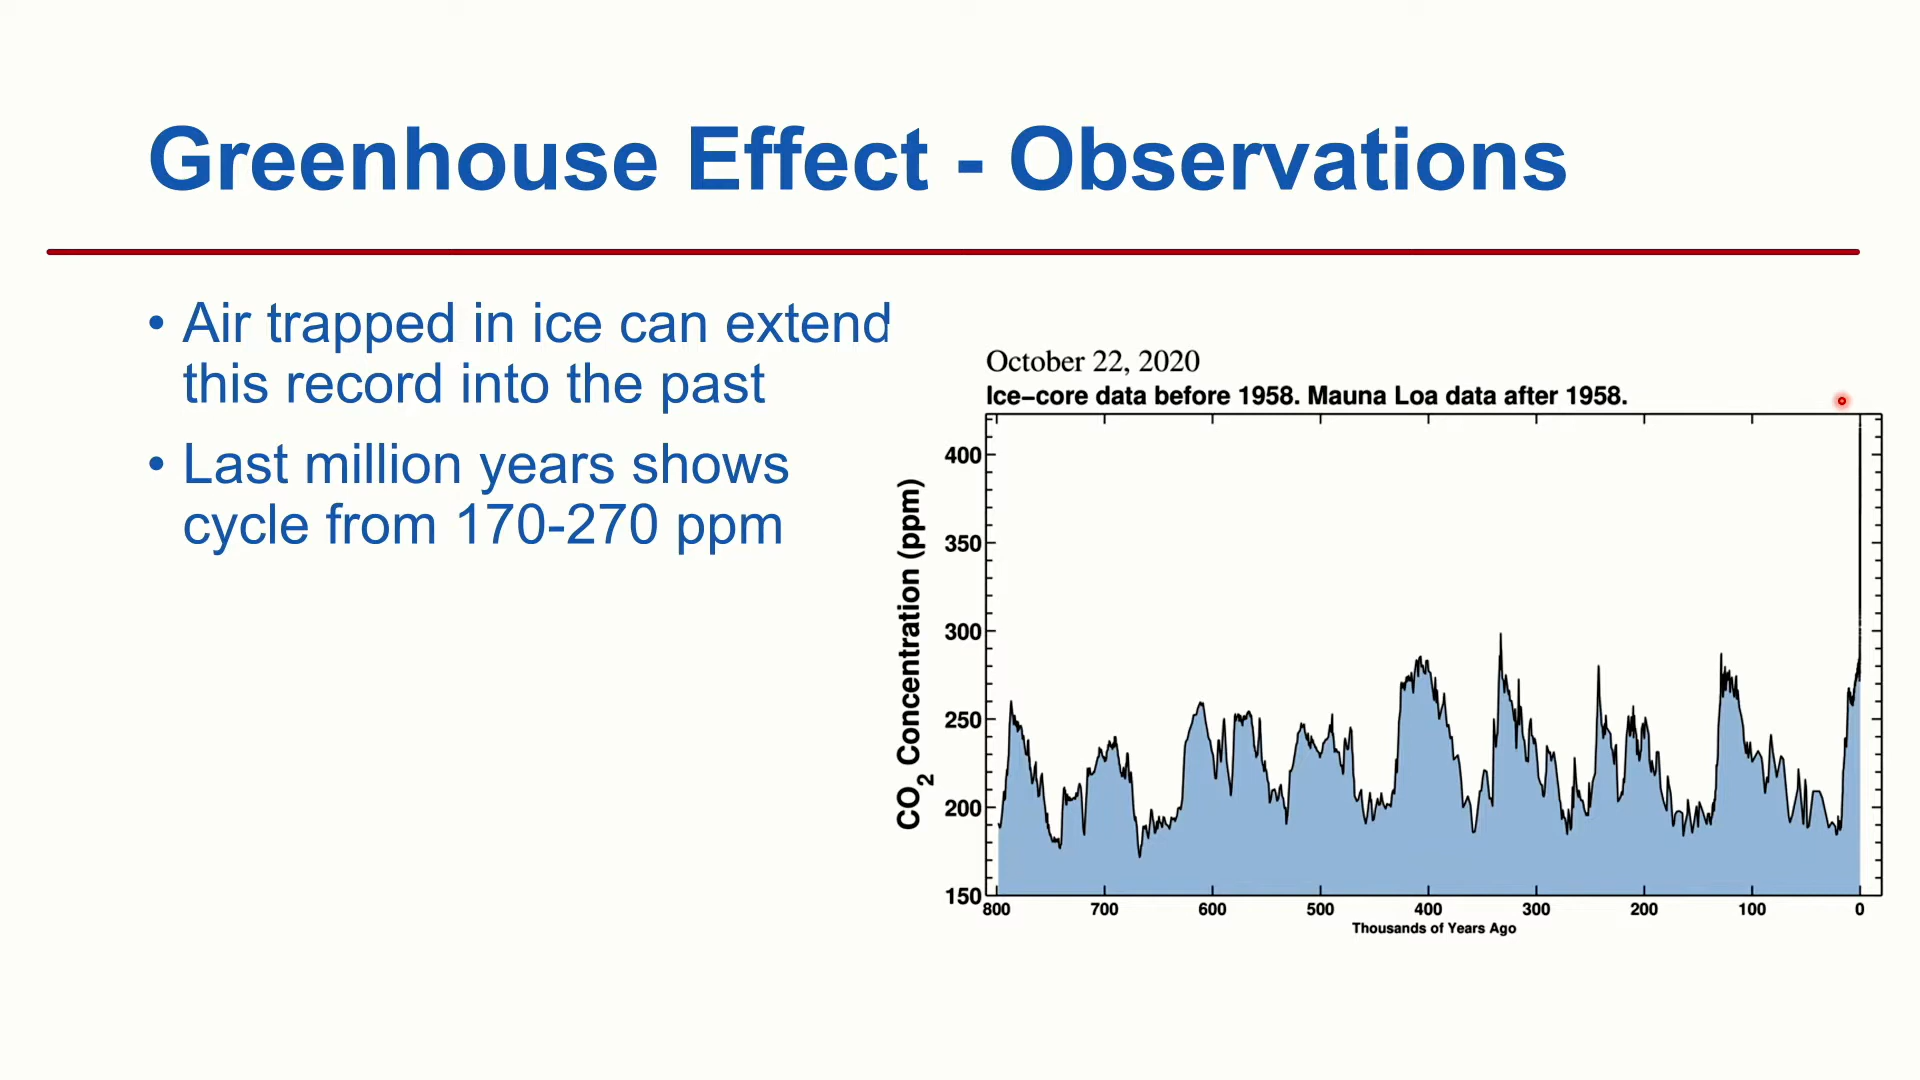 Greenhouse Effect - Observations
• Air trapped in ice can extend
this record into the past
• Last million years shows
cycle from 170-270 ppm
October 22, 2020
Ice-core data before 1958. Mauna Loa data after 1958.
CO2 Concentration (ppm)
400
350
300
250
200
150
800 700 600 500 400 300 200 100 0
Thousands of Years Ago